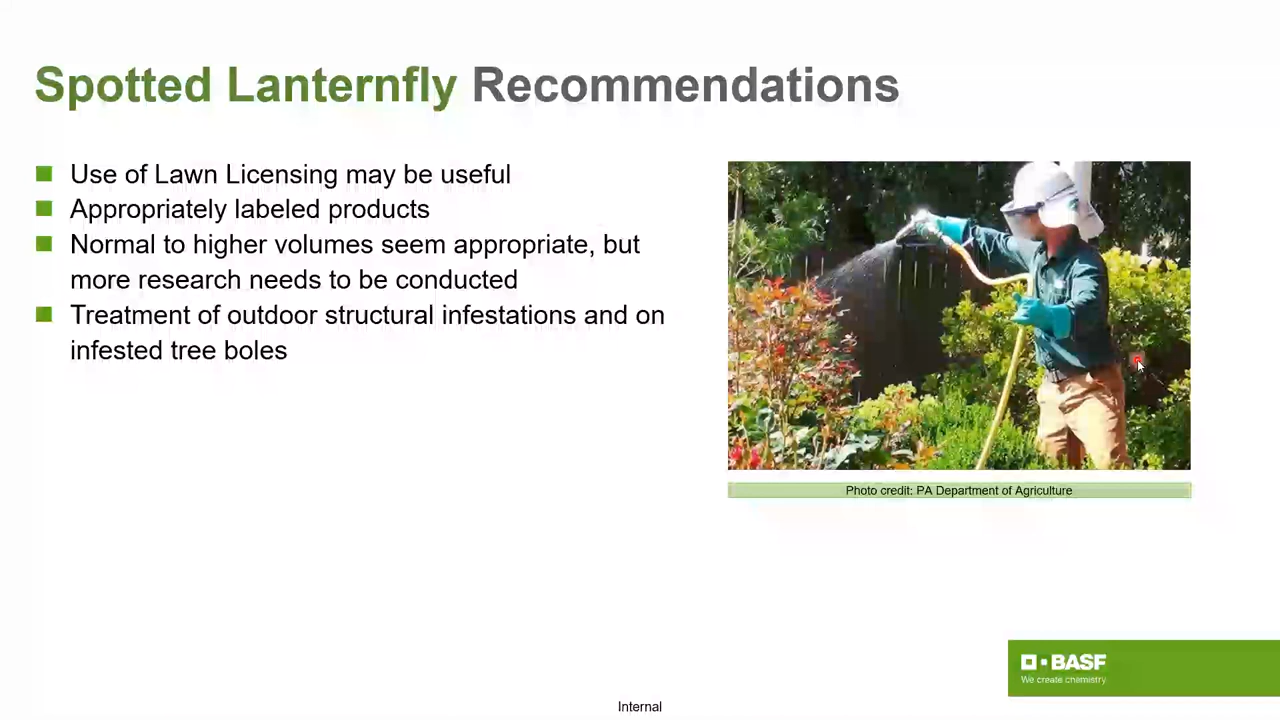 Spotted Lanternfly Recommendations
Use of Lawn Licensing may be useful
Appropriately labeled products
Normal to higher volumes seem appropriate, but
more research needs to be conducted
Treatment of outdoor structural infestations and on
infested tree boles
Photo credit: PA Department of Agriculture
BASF
We create chemistry
Internal